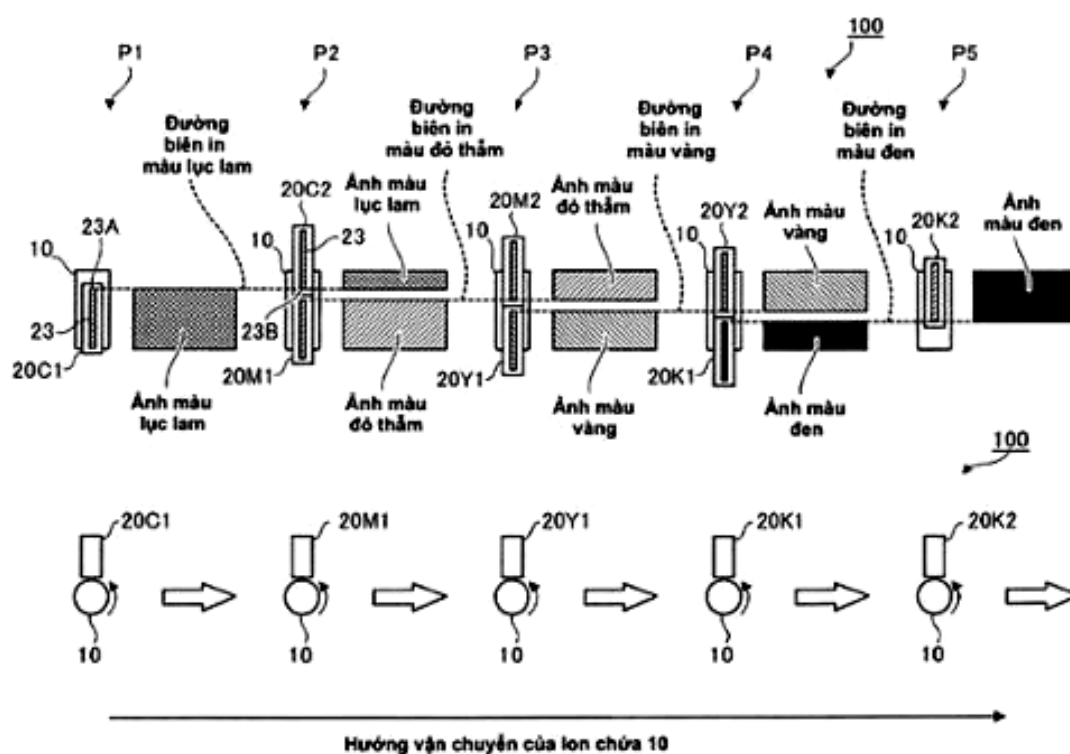 100
P1
P2
P3
P4
P5
Đường
biên in
màu lục lam
Đường
biên in
màu đỏ thẫm
Đường
biên in
màu vàng
Đường
biên in
màu đen
20C2
Ảnh màu
lục lam
20M2
Ảnh màu
đỏ thẫm
20Y2
Ảnh màu
vàng
20K2
Ảnh
màu đen
10
23A
10
23
10
10
10
23
23B
20C1
20M1
20Y1
20K1
Ảnh màu
lục lam
Ảnh màu
đỏ thẫm
Ảnh màu
vàng
Ảnh màu
đen
100
20C1
20M1
20Y1
20K1
20K2
10
10
10
10
10
Hướng vận chuyển của lon chứa 10